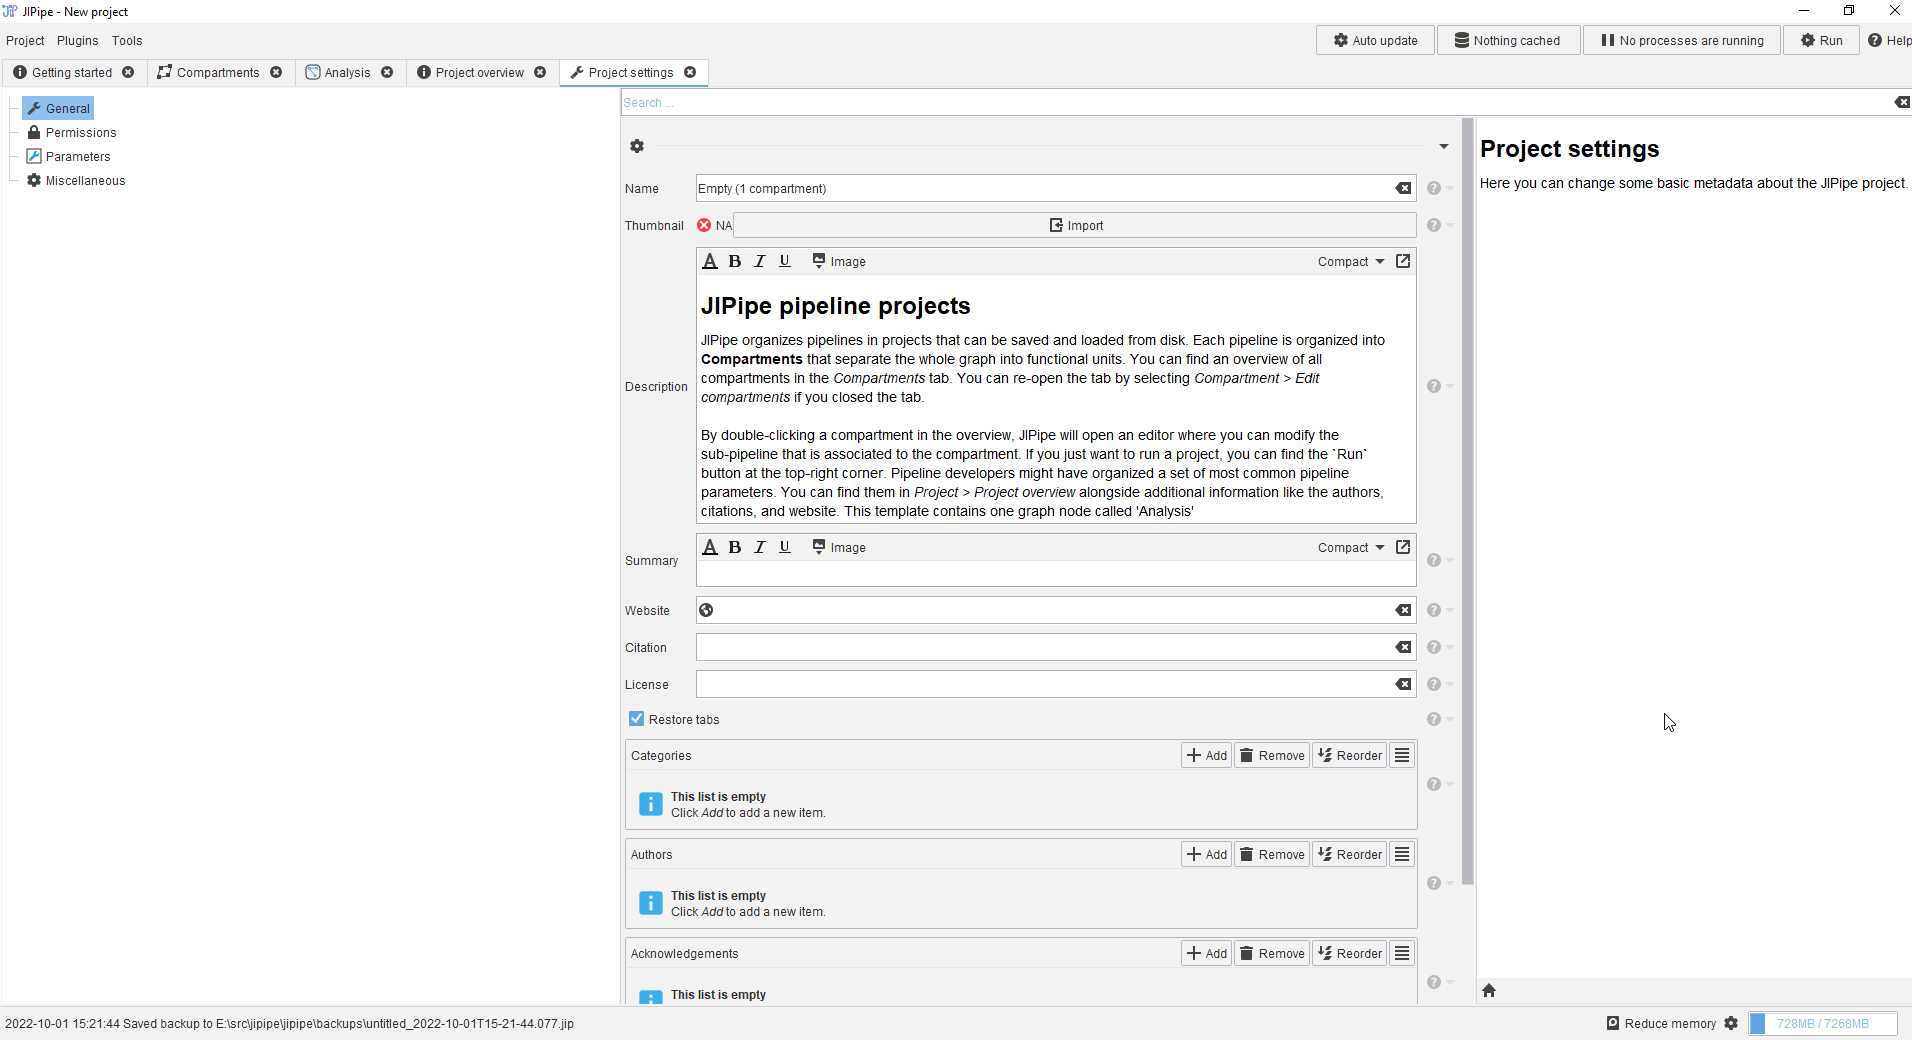 JIPipe - New project
Project Plugins Tools
Auto update Nothing cached No processes are running Run Help
Getting started Compartments Analysis Project overview Project settings
General
Permissions
Parameters
Miscellaneous
Search ...
Name Empty (1 compartment)
Thumbnail NA Import
Image Compact
JIPipe pipeline projects
JIPipe organizes pipelines in projects that can be saved and loaded from disk. Each pipeline is organized into
Compartments that separate the whole graph into functional units. You can find an overview of all
compartments in the Compartments tab. You can re-open the tab by selecting Compartment > Edit
compartments if you closed the tab.
By double-clicking a compartment in the overview, JIPipe will open an editor where you can modify the
sub-pipeline that is associated to the compartment. If you just want to run a project, you can find the `Run`
button at the top-right corner. Pipeline developers might have organized a set of most common pipeline
parameters. You can find them in Project > Project overview alongside additional information like the authors,
citations, and website. This template contains one graph node called 'Analysis'
Description
Image Compact
Summary
Website
Citation
License
Restore tabs
Categories Add Remove Reorder
This list is empty
Click Add to add a new item.
Authors Add Remove Reorder
This list is empty
Click Add to add a new item.
Acknowledgements Add Remove Reorder
This list is empty
Project settings
Here you can change some basic metadata about the JIPipe project.
2022-10-01 15:21:44 Saved backup to E:\src\jipipe\jipipe\backups\untitled_2022-10-01T15-21-44.077.jip
Reduce memory 728MB / 7268MB